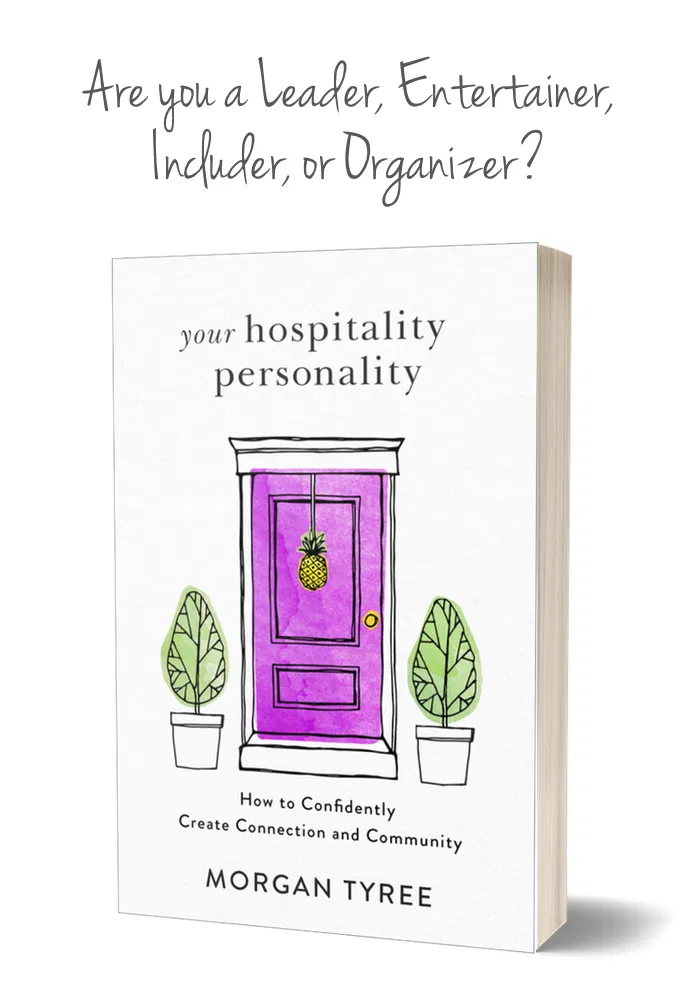 Are you a Leader, Entertainer,
Includer, or Organizer?
your hospitality
personality
How to Confidently
Create Connection and Community
MORGAN TYREE